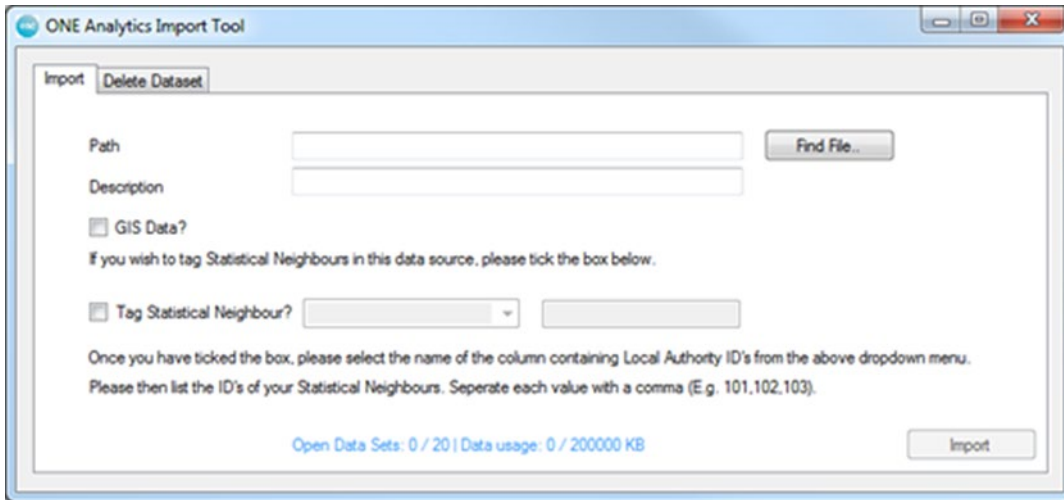 ONE Analytics Import Tool
Import Delete Dataset
Path Find File..
Description
GIS Data?
If you wish to tag Statistical Neighbours in this data source, please tick the box below.
Tag Statistical Neighbour?
Once you have ticked the box, please select the name of the column containing Local Authority ID's from the above dropdown menu.
Please then list the ID's of your Statistical Neighbours. Seperate each value with a comma (E.g. 101,102,103).
Open Data Sets: 0 / 20 | Data usage: 0 / 200000 KB Import